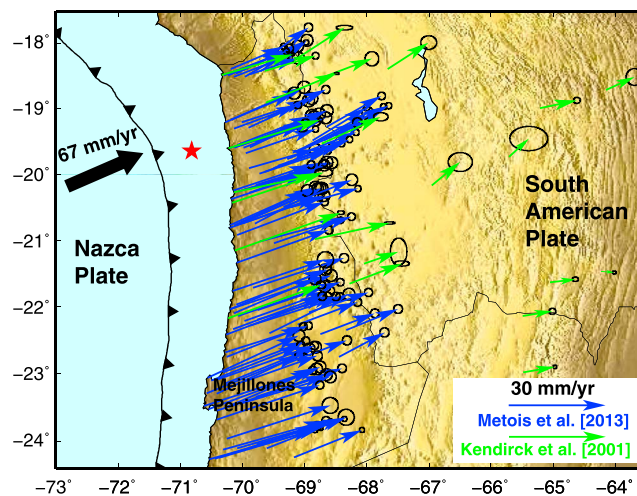 −18
−19
−20
−21
−22
−23
−24
67 mm/yr
Nazca
Plate
South
American
Plate
Mejillones
Peninsula
30 mm/yr
Metois et al. [2013]
Kendirck et al. [2001]
−73 −72 −71 −70 −69 −68 −67 −66 −65 −64